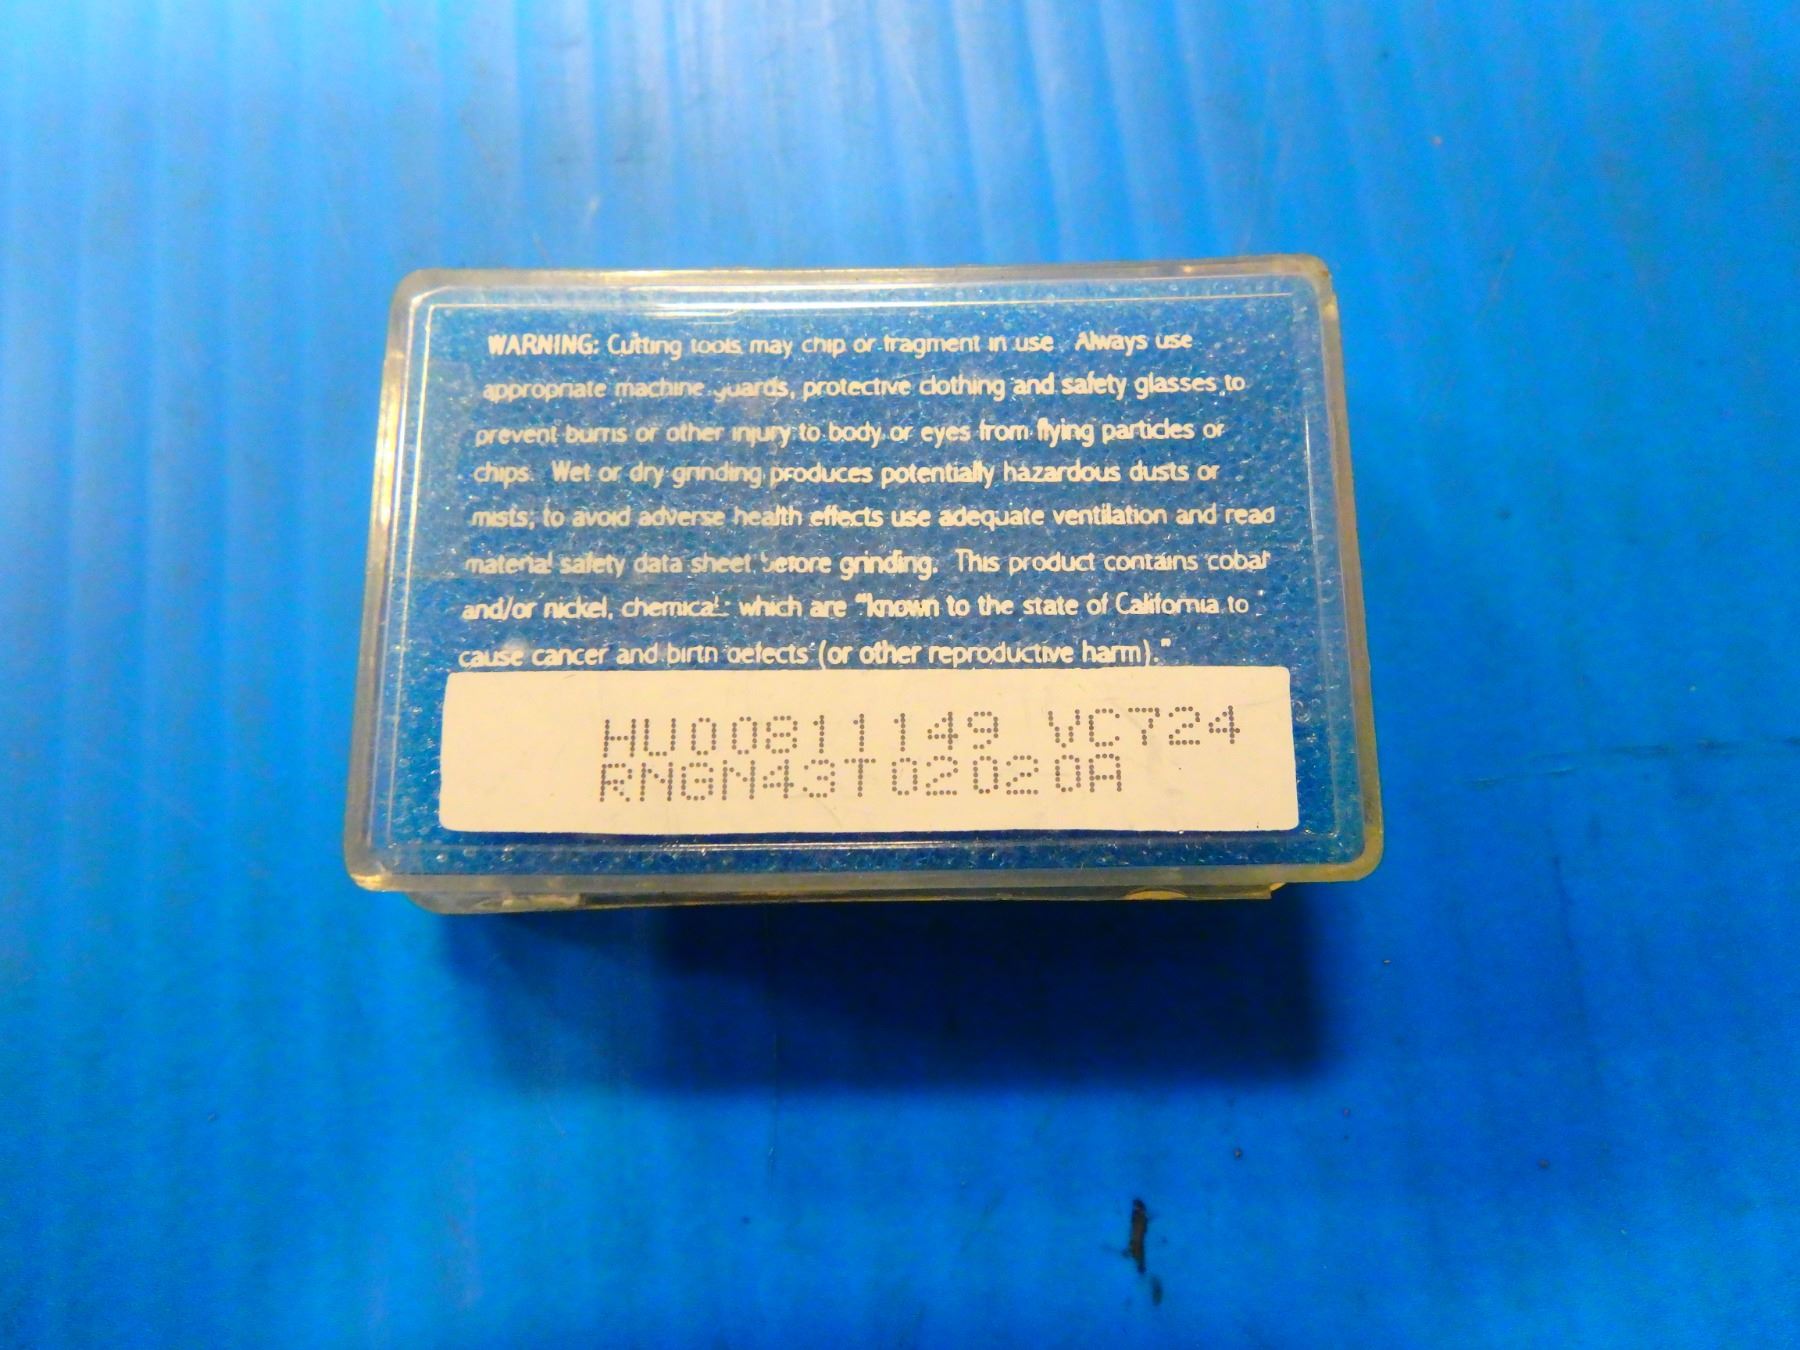 WARNING: Cutting tools may chip or fragment in use. Always use
appropriate machine guards, protective clothing and safety glasses to
prevent burns or other injury to body or eyes from flying particles or
chips. Wet or dry grinding produces potentially hazardous dusts or
mists; to avoid adverse health effects use adequate ventilation and read
material safety data sheet before grinding. This product contains cobalt
and/or nickel, chemicals which are "known to the state of California to
cause cancer and birth defects (or other reproductive harm)."
HU00811149 VC724
RNGN43T02020A